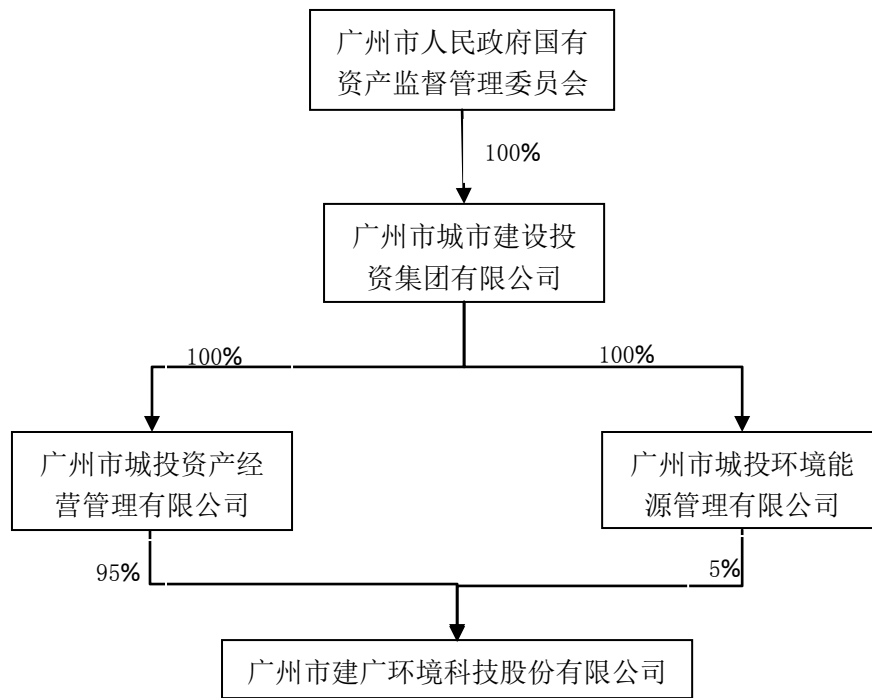 广州市人民政府国有
资产监督管理委员会
100%
广州市城市建设投
资集团有限公司
100%
100%
广州市城投资产经
营管理有限公司
广州市城投环境能
源管理有限公司
95%
5%
广州市建广环境科技股份有限公司